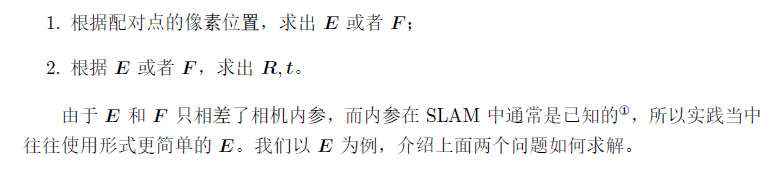 1. 根据配对点的像素位置，求出 E 或者 F；
2. 根据 E 或者 F，求出 R, t。
由于 E 和 F 只相差了相机内参，而内参在 SLAM 中通常是已知的①，所以实践当中
往往使用形式更简单的 E。我们以 E 为例，介绍上面两个问题如何求解。